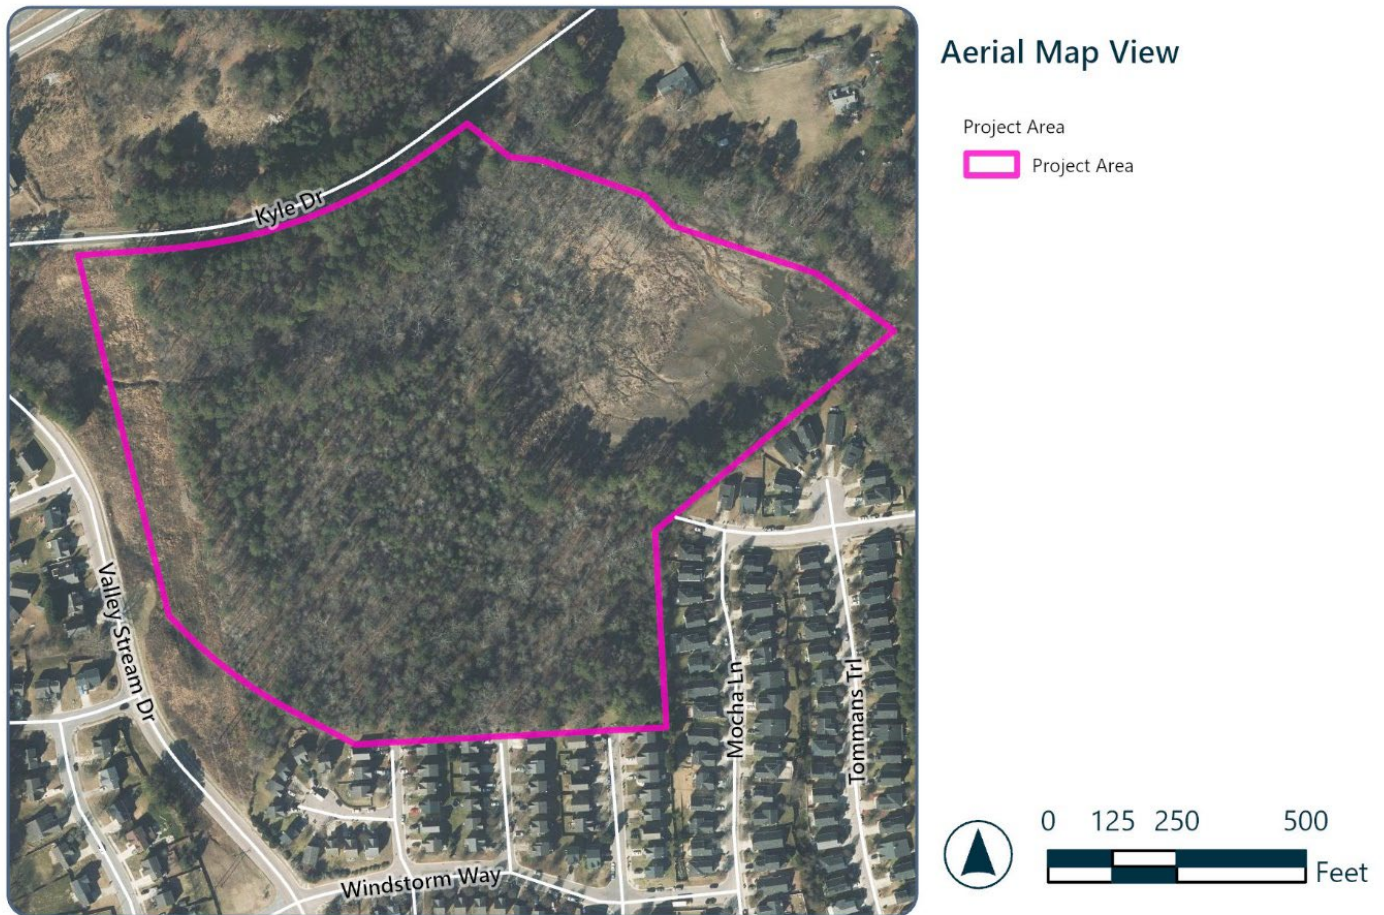 Aerial Map View
Project Area
Project Area
Kyle Dr
Valley Stream Dr
Mocha Ln
Tommans Trl
Windstorm Way
0 125 250 500
Feet